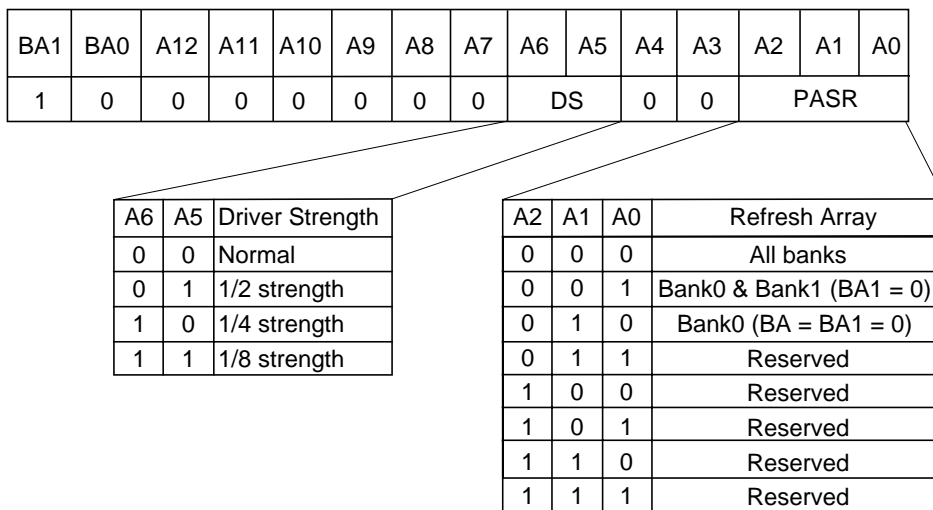 BA1 BA0 A12 A11 A10 A9 A8 A7 A6 A5 A4 A3 A2 A1 A0
1 0 0 0 0 0 0 0 DS 0 0 PASR
A6 A5 Driver Strength
0 0 Normal
0 1 1/2 strength
1 0 1/4 strength
1 1 1/8 strength
A2 A1 A0 Refresh Array
0 0 0 All banks
0 0 1 Bank0 & Bank1 (BA1 = 0)
0 1 0 Bank0 (BA = BA1 = 0)
0 1 1 Reserved
1 0 0 Reserved
1 0 1 Reserved
1 1 0 Reserved
1 1 1 Reserved